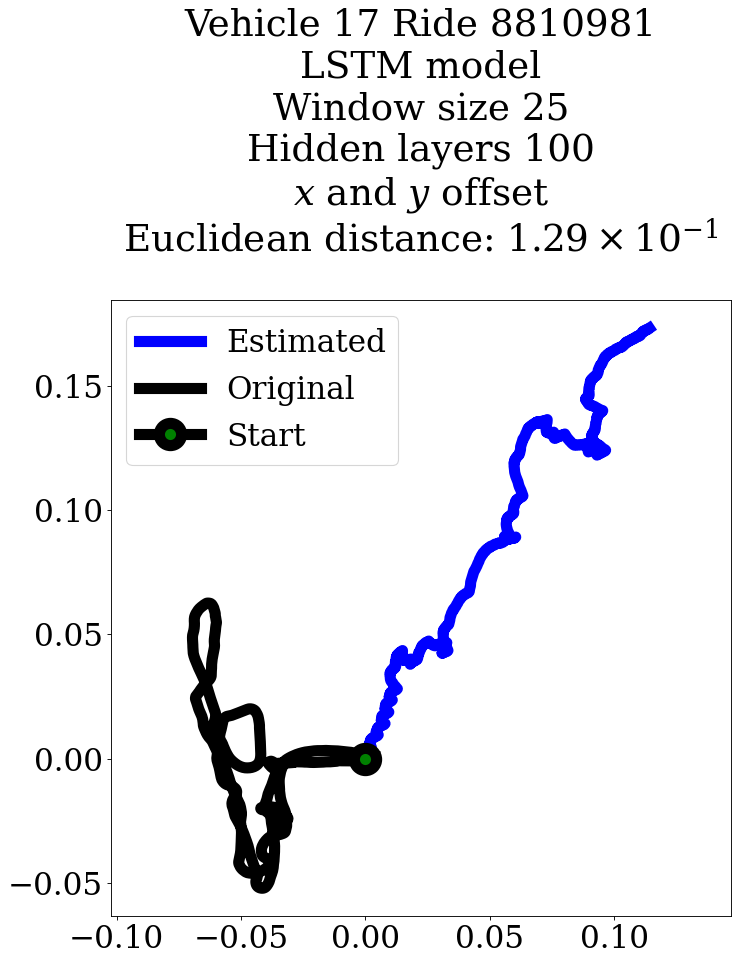 Vehicle 17 Ride 8810981
LSTM model
Window size 25
Hidden layers 100
x and y offset
Euclidean distance: 1.29 × 10⁻¹
Estimated
Original
Start
0.15
0.10
0.05
0.00
−0.05
−0.10 −0.05 0.00 0.05 0.10